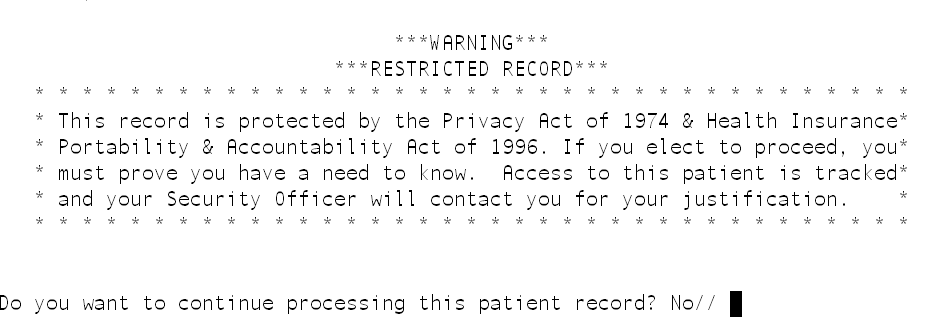 ***WARNING***
***RESTRICTED RECORD***
* * * * * * * * * * * * * * * * * * * * * * * * * * * * * * * * * * * * *
* This record is protected by the Privacy Act of 1974 & Health Insurance*
* Portability & Accountability Act of 1996. If you elect to proceed, you*
* must prove you have a need to know.  Access to this patient is tracked*
* and your Security Officer will contact you for your justification.    *
* * * * * * * * * * * * * * * * * * * * * * * * * * * * * * * * * * * * *
Do you want to continue processing this patient record? No//